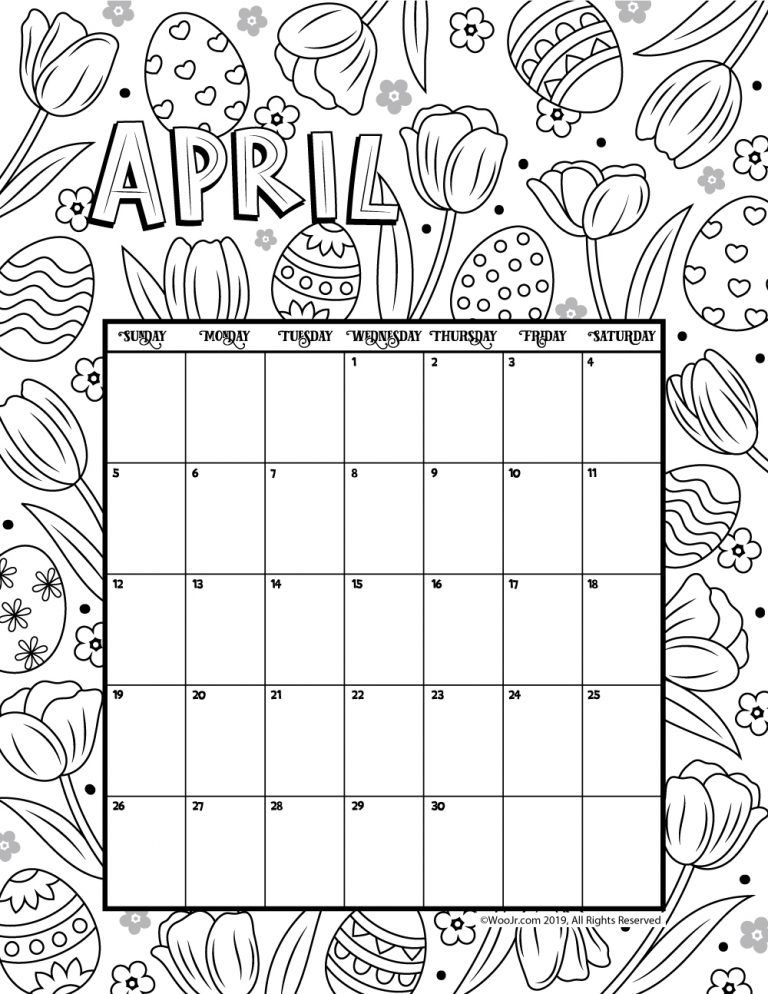 APRIL
SUNDAY MONDAY TUESDAY WEDNESDAY THURSDAY FRIDAY SATURDAY
1 2 3 4
5 6 7 8 9 10 11
12 13 14 15 16 17 18
19 20 21 22 23 24 25
26 27 28 29 30
©WooJr.com 2019, All Rights Reserved